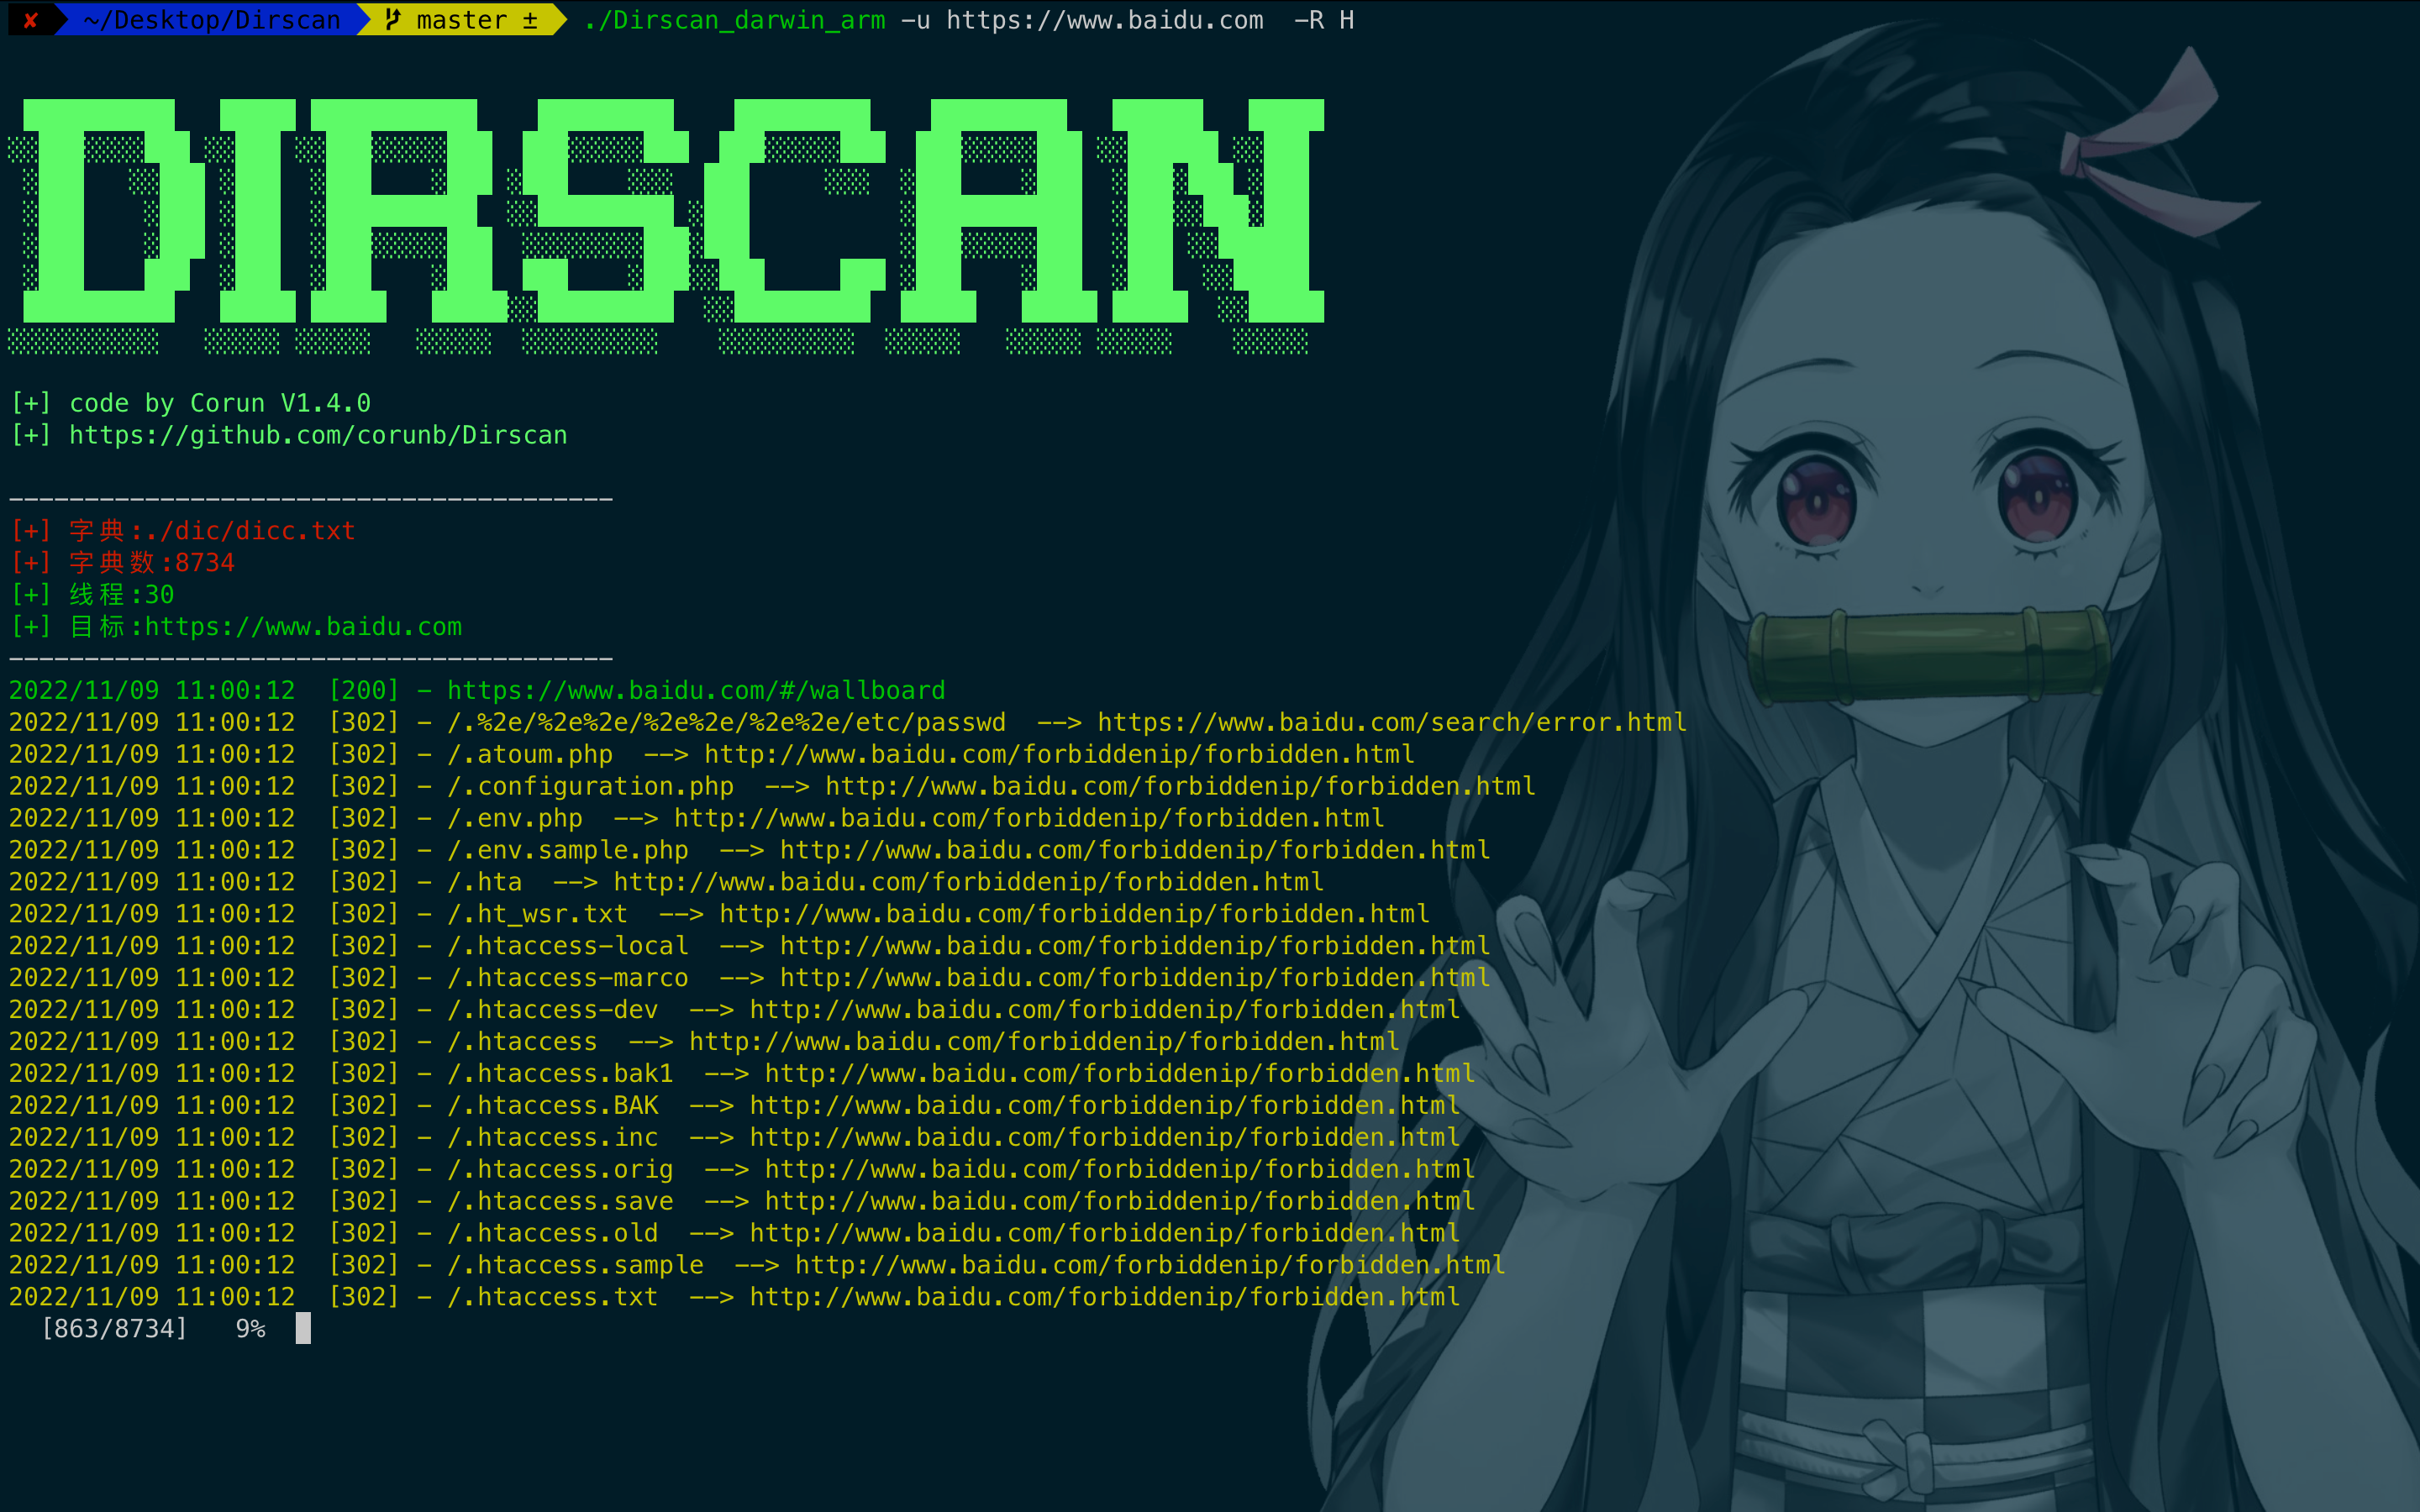 ✘ ~/Desktop/Dirscan master ± ./Dirscan_darwin_arm -u https://www.baidu.com -R H
DIRSCAN
[+] code by Corun V1.4.0
[+] https://github.com/corunb/Dirscan
----------------------------------------
[+] 字典:./dic/dicc.txt
[+] 字典数:8734
[+] 线程:30
[+] 目标:https://www.baidu.com
----------------------------------------
2022/11/09 11:00:12 [200] - https://www.baidu.com/#/wallboard
2022/11/09 11:00:12 [302] - /.%2e/%2e%2e/%2e%2e/%2e%2e/etc/passwd --> https://www.baidu.com/search/error.html
2022/11/09 11:00:12 [302] - /.atoum.php --> http://www.baidu.com/forbiddenip/forbidden.html
2022/11/09 11:00:12 [302] - /.configuration.php --> http://www.baidu.com/forbiddenip/forbidden.html
2022/11/09 11:00:12 [302] - /.env.php --> http://www.baidu.com/forbiddenip/forbidden.html
2022/11/09 11:00:12 [302] - /.env.sample.php --> http://www.baidu.com/forbiddenip/forbidden.html
2022/11/09 11:00:12 [302] - /.hta --> http://www.baidu.com/forbiddenip/forbidden.html
2022/11/09 11:00:12 [302] - /.ht_wsr.txt --> http://www.baidu.com/forbiddenip/forbidden.html
2022/11/09 11:00:12 [302] - /.htaccess-local --> http://www.baidu.com/forbiddenip/forbidden.html
2022/11/09 11:00:12 [302] - /.htaccess-marco --> http://www.baidu.com/forbiddenip/forbidden.html
2022/11/09 11:00:12 [302] - /.htaccess-dev --> http://www.baidu.com/forbiddenip/forbidden.html
2022/11/09 11:00:12 [302] - /.htaccess --> http://www.baidu.com/forbiddenip/forbidden.html
2022/11/09 11:00:12 [302] - /.htaccess.bak1 --> http://www.baidu.com/forbiddenip/forbidden.html
2022/11/09 11:00:12 [302] - /.htaccess.BAK --> http://www.baidu.com/forbiddenip/forbidden.html
2022/11/09 11:00:12 [302] - /.htaccess.inc --> http://www.baidu.com/forbiddenip/forbidden.html
2022/11/09 11:00:12 [302] - /.htaccess.orig --> http://www.baidu.com/forbiddenip/forbidden.html
2022/11/09 11:00:12 [302] - /.htaccess.save --> http://www.baidu.com/forbiddenip/forbidden.html
2022/11/09 11:00:12 [302] - /.htaccess.old --> http://www.baidu.com/forbiddenip/forbidden.html
2022/11/09 11:00:12 [302] - /.htaccess.sample --> http://www.baidu.com/forbiddenip/forbidden.html
2022/11/09 11:00:12 [302] - /.htaccess.txt --> http://www.baidu.com/forbiddenip/forbidden.html
[863/8734] 9%